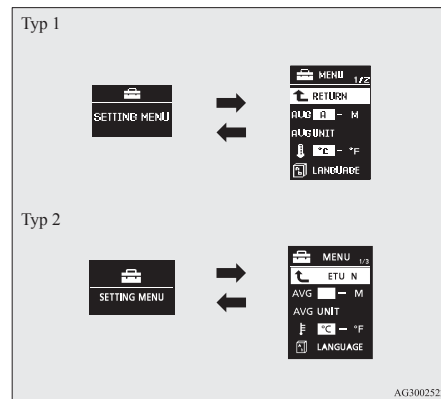 Typ 1
SETTING MENU
MENU 1/2
RETURN
AVG A - M
AVG UNIT
°C - °F
LANGUAGE
Typ 2
SETTING MENU
MENU 1/3
ETU N
AVG — M
AVG UNIT
°C — °F
LANGUAGE